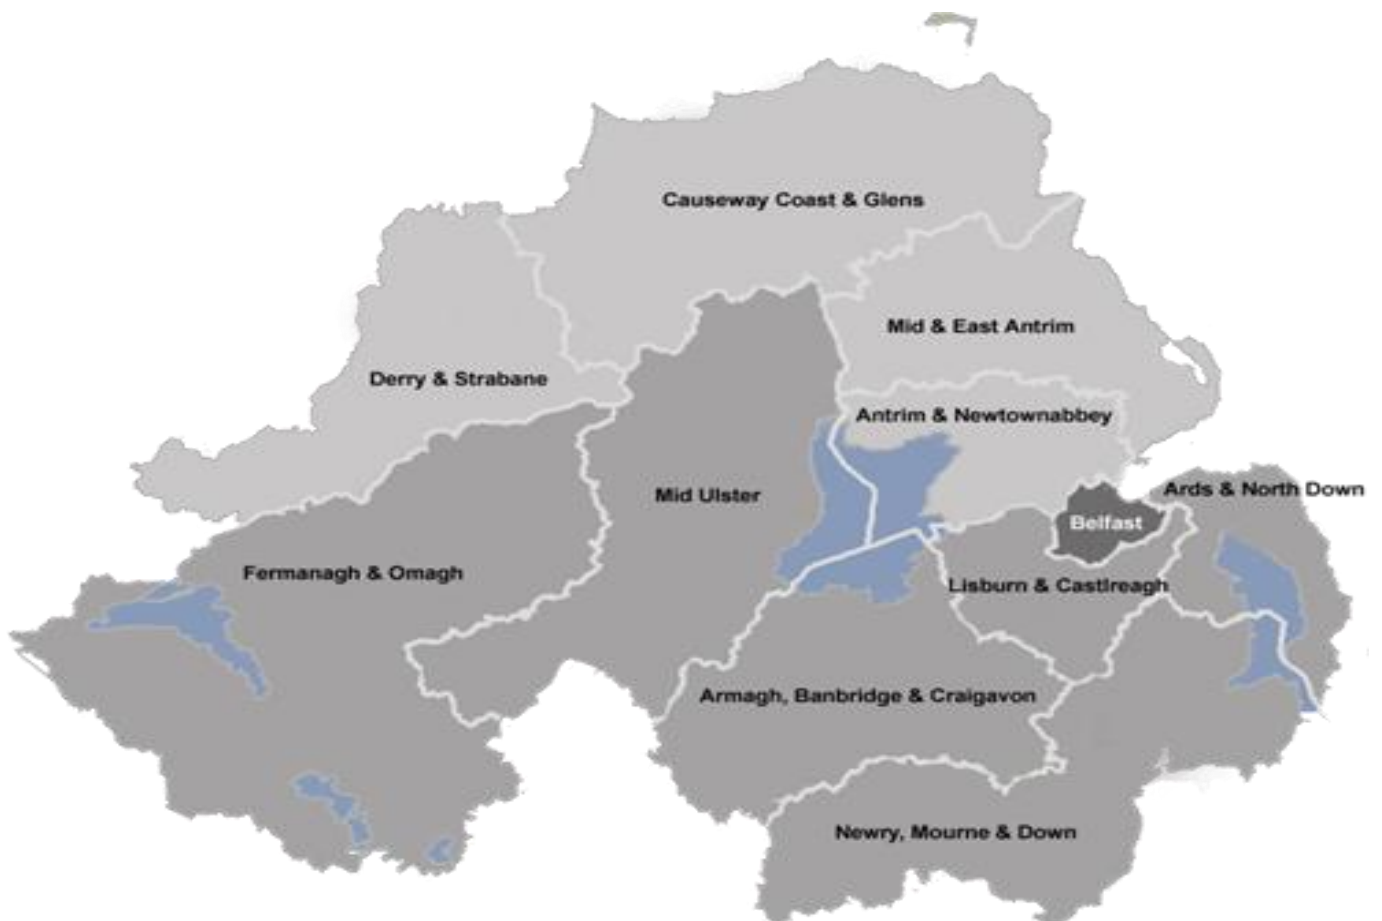 Causeway Coast & Glens
Mid & East Antrim
Derry & Strabane
Antrim & Newtownabbey
Ards & North Down
Mid Ulster
Belfast
Fermanagh & Omagh
Lisburn & Castlreagh
Armagh, Banbridge & Craigavon
Newry, Mourne & Down